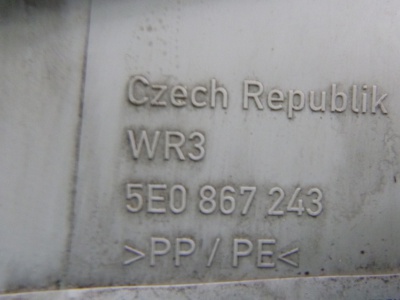 Czech Republik
WR3
5E0 867 243
>PP / PE<